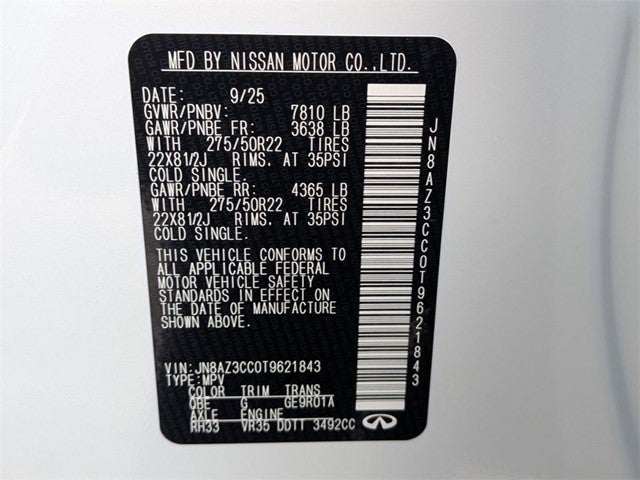 MFD BY NISSAN MOTOR CO.,LTD.
DATE: 9/25
GVWR/PNBV: 7810 LB
GAWR/PNBE FR: 3638 LB
WITH 275/50R22 TIRES
22X81/2J RIMS. AT 35PSI
COLD SINGLE.
GAWR/PNBE RR: 4365 LB
WITH 275/50R22 TIRES
22X81/2J RIMS. AT 35PSI
COLD SINGLE.
THIS VEHICLE CONFORMS TO
ALL APPLICABLE FEDERAL
MOTOR VEHICLE SAFETY
STANDARDS IN EFFECT ON
THE DATE OF MANUFACTURE
SHOWN ABOVE.
VIN:JN8AZ3CC0T9621843
TYPE:MPV
COLOR TRIM TRANS
QBE G GE9R01A
AXLE ENGINE
RH33 VR35 DDTT 3492CC
JN8AZ3CC0T9621843